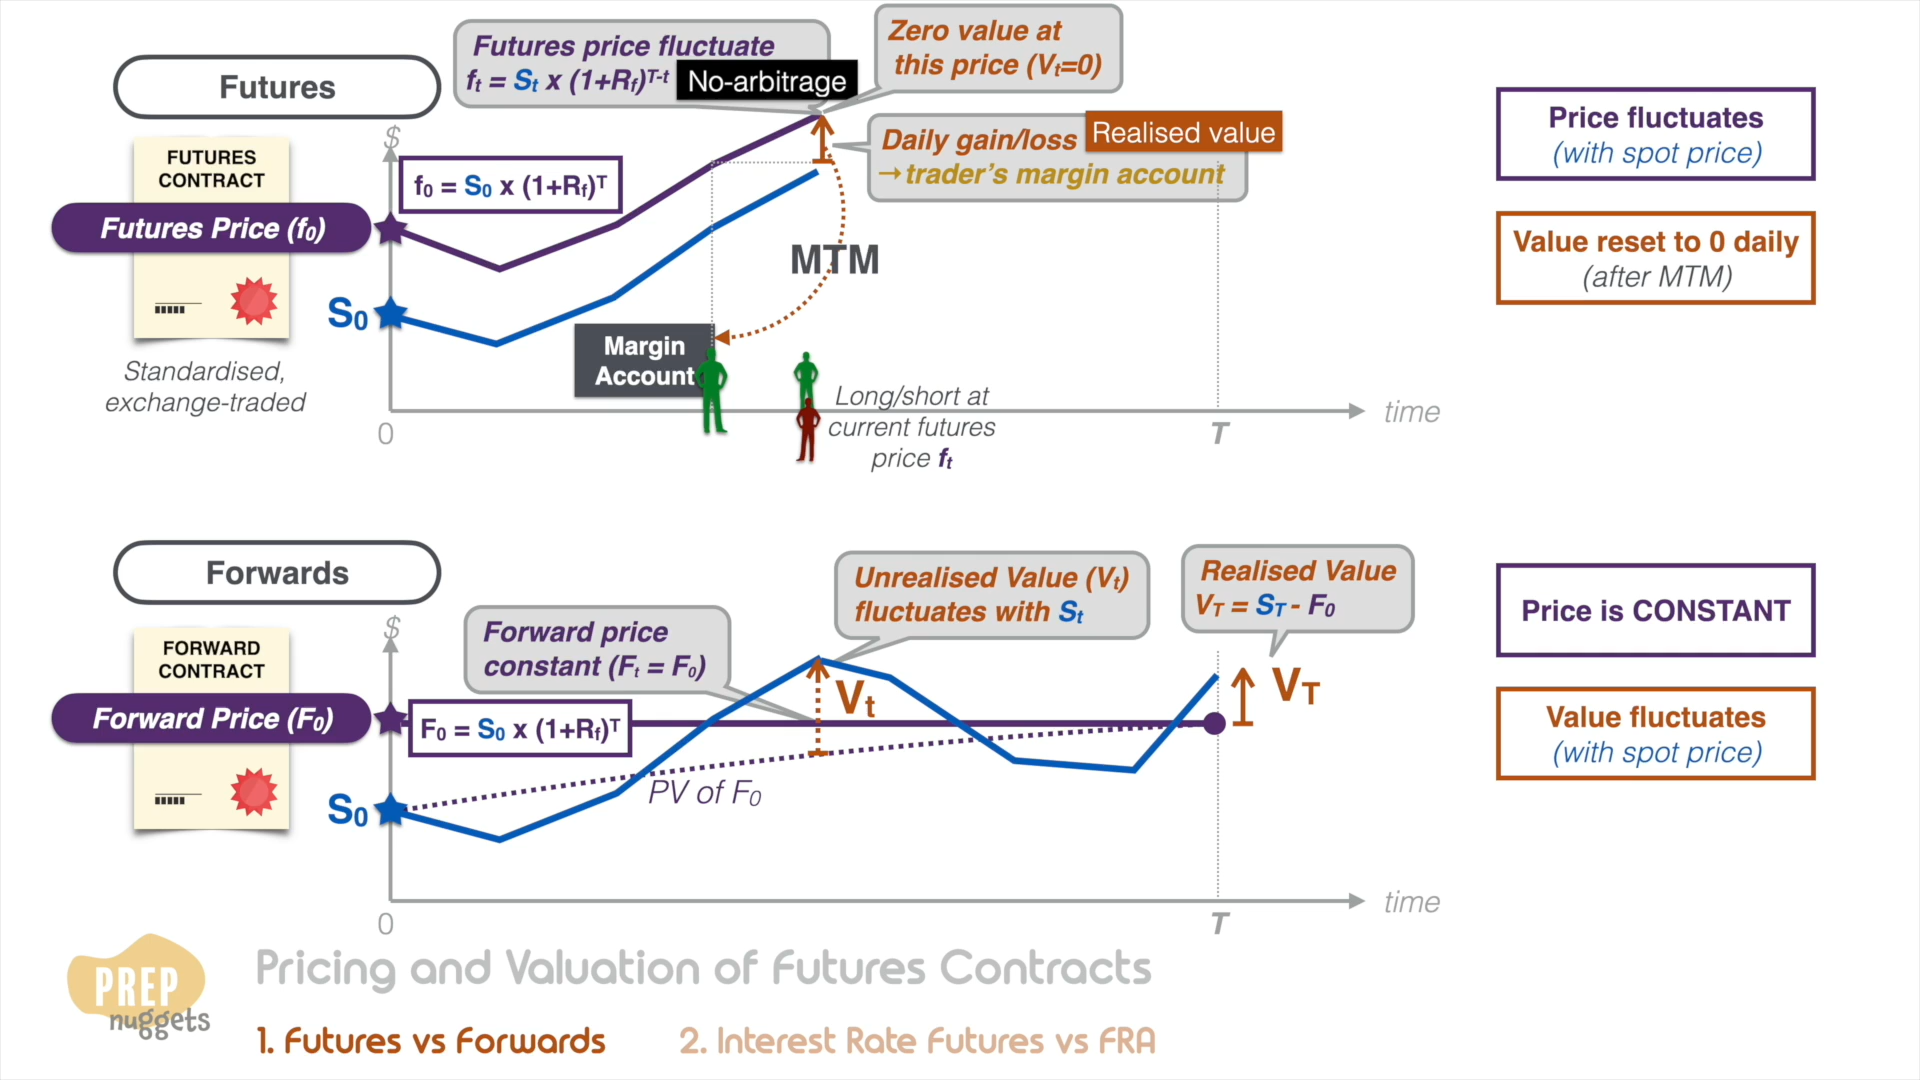 Futures
Futures price fluctuate
fₜ = Sₜ x (1+Rf)ᵀ⁻ᵗ
No-arbitrage
Zero value at
this price (Vₜ=0)
Daily gain/loss
Realised value
→trader's margin account
Price fluctuates
(with spot price)
Value reset to 0 daily
(after MTM)
FUTURES
CONTRACT
$
f₀ = S₀ x (1+Rf)ᵀ
Futures Price (f₀)
S₀
MTM
Margin
Account
Standardised,
exchange-traded
Long/short at
current futures
price fₜ
time
0
T
Forwards
Forward price
constant (Fₜ = F₀)
Unrealised Value (Vₜ)
fluctuates with Sₜ
Realised Value
V_T = S_T - F₀
Price is CONSTANT
Value fluctuates
(with spot price)
FORWARD
CONTRACT
$
Forward Price (F₀)
F₀ = S₀ x (1+Rf)ᵀ
Vₜ
V_T
PV of F₀
S₀
time
0
T
PREP
nuggets
Pricing and Valuation of Futures Contracts
1. Futures vs Forwards
2. Interest Rate Futures vs FRA